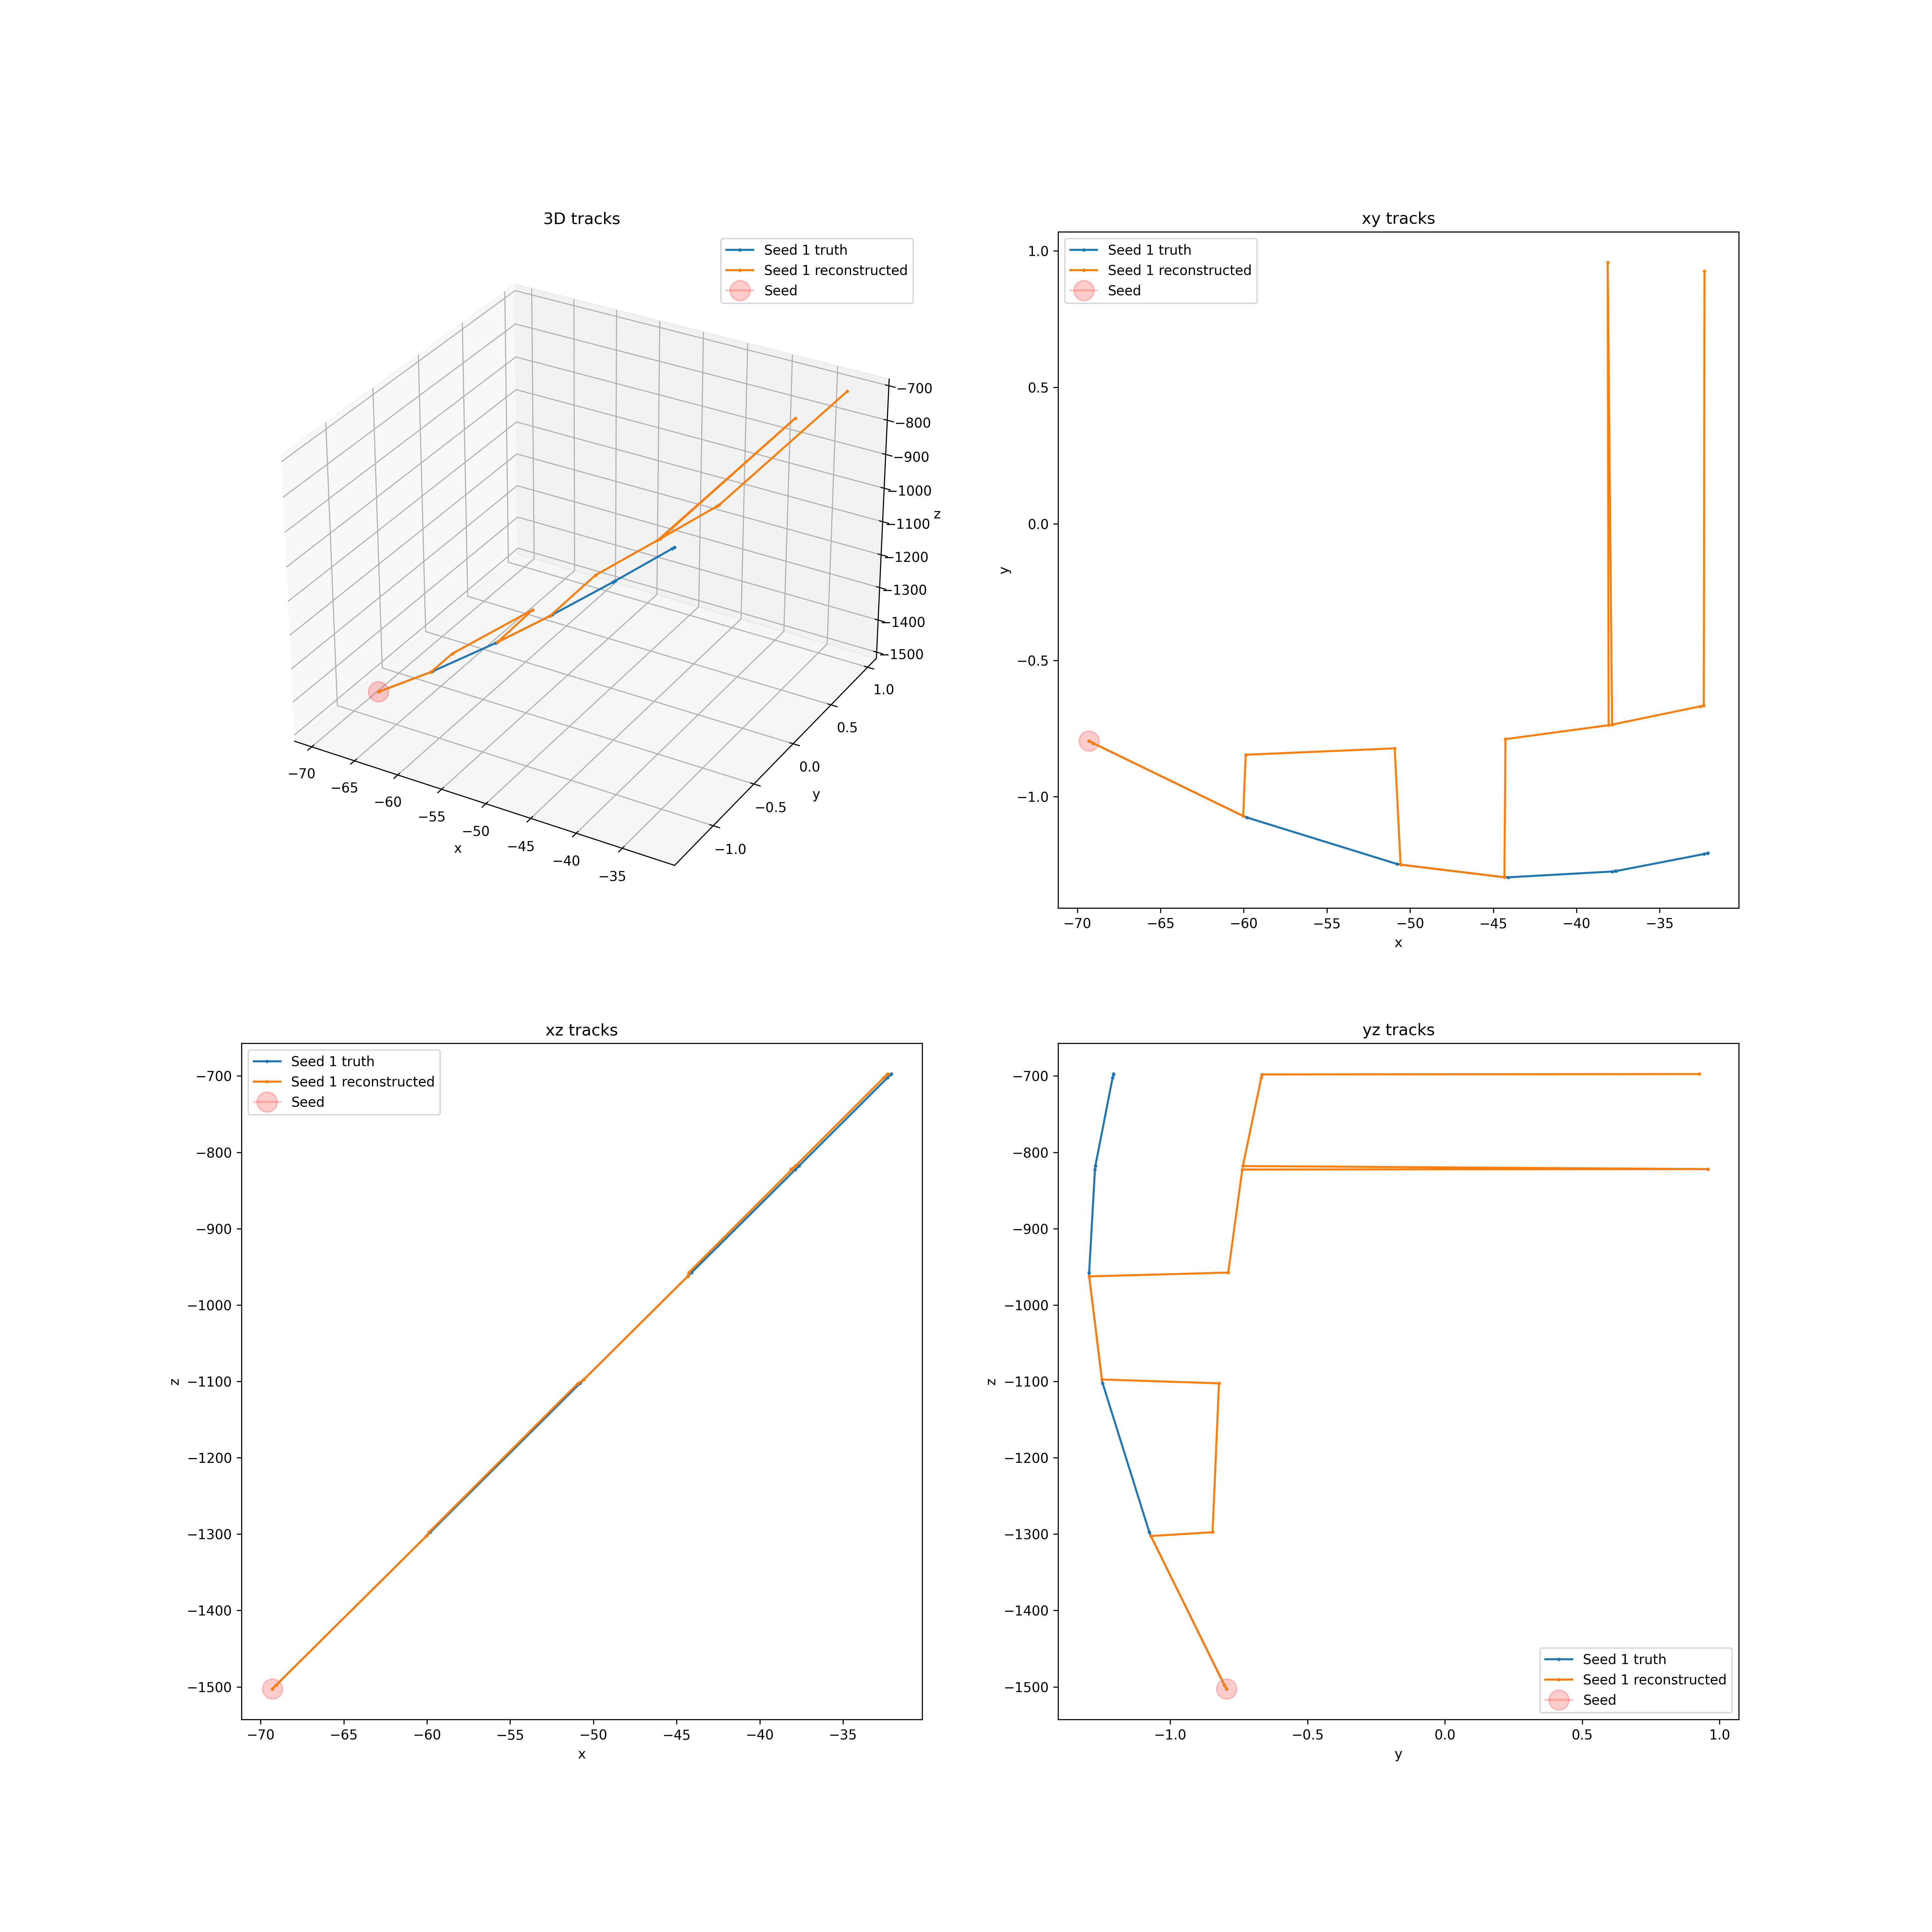 3D tracks
Seed 1 truth
Seed 1 reconstructed
Seed
−700
−800
−900
−1000
z
−1100
−1200
−1300
−1400
−1500
1.0
0.5
0.0
y
−0.5
−1.0
−70
−65
−60
−55
−50
x
−45
−40
−35
xy tracks
Seed 1 truth
Seed 1 reconstructed
Seed
1.0
0.5
0.0
y
−0.5
−1.0
−70 −65 −60 −55 −50 −45 −40 −35
x
xz tracks
Seed 1 truth
Seed 1 reconstructed
Seed
−700
−800
−900
−1000
z
−1100
−1200
−1300
−1400
−1500
−70 −65 −60 −55 −50 −45 −40 −35
x
yz tracks
−700
−800
−900
−1000
z
−1100
−1200
−1300
−1400
−1500
Seed 1 truth
Seed 1 reconstructed
Seed
−1.0 −0.5 0.0 0.5 1.0
y